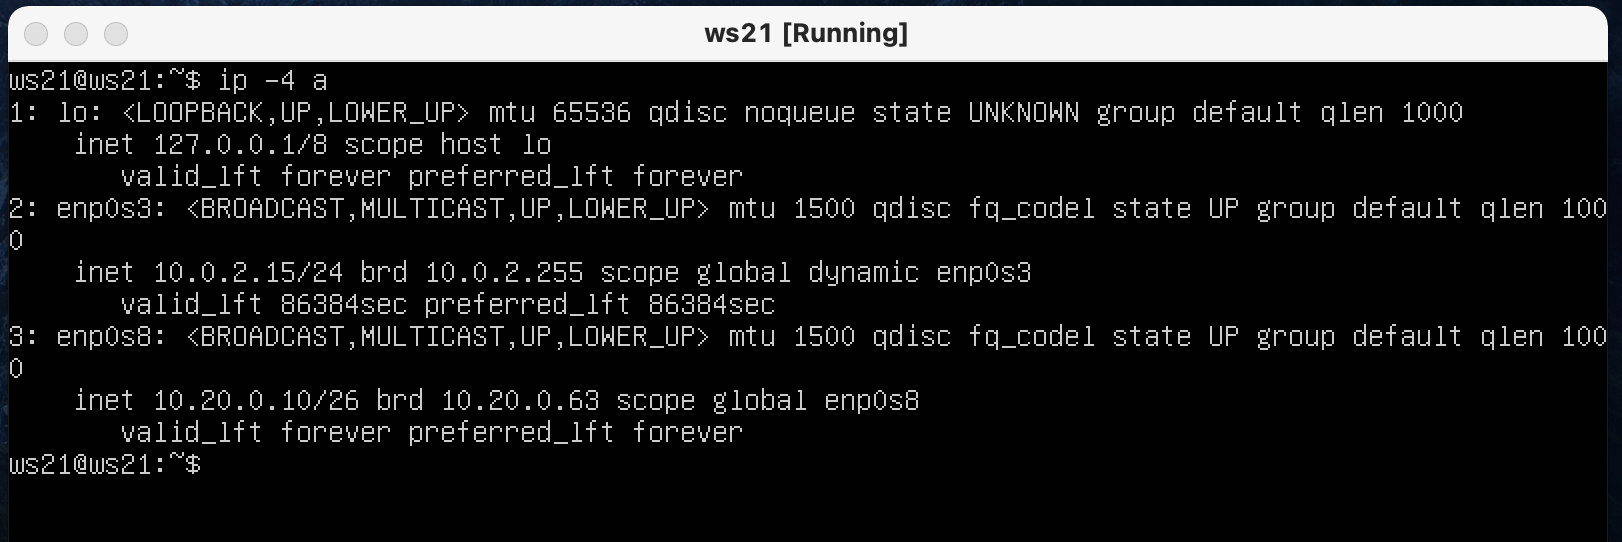 ws21 [Running]
ws21@ws21:~$ ip -4 a
1: lo: <LOOPBACK,UP,LOWER_UP> mtu 65536 qdisc noqueue state UNKNOWN group default qlen 1000
    inet 127.0.0.1/8 scope host lo
       valid_lft forever preferred_lft forever
2: enp0s3: <BROADCAST,MULTICAST,UP,LOWER_UP> mtu 1500 qdisc fq_codel state UP group default qlen 100
0
    inet 10.0.2.15/24 brd 10.0.2.255 scope global dynamic enp0s3
       valid_lft 86384sec preferred_lft 86384sec
3: enp0s8: <BROADCAST,MULTICAST,UP,LOWER_UP> mtu 1500 qdisc fq_codel state UP group default qlen 100
0
    inet 10.20.0.10/26 brd 10.20.0.63 scope global enp0s8
       valid_lft forever preferred_lft forever
ws21@ws21:~$